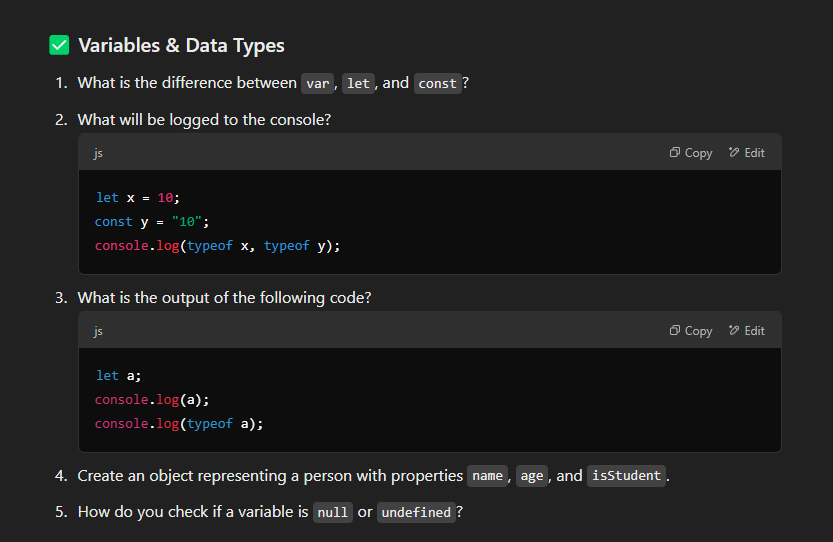 Variables & Data Types
1. What is the difference between var, let, and const?
2. What will be logged to the console?
js Copy Edit
let x = 10;
const y = "10";
console.log(typeof x, typeof y);
3. What is the output of the following code?
js Copy Edit
let a;
console.log(a);
console.log(typeof a);
4. Create an object representing a person with properties name, age, and isStudent.
5. How do you check if a variable is null or undefined?